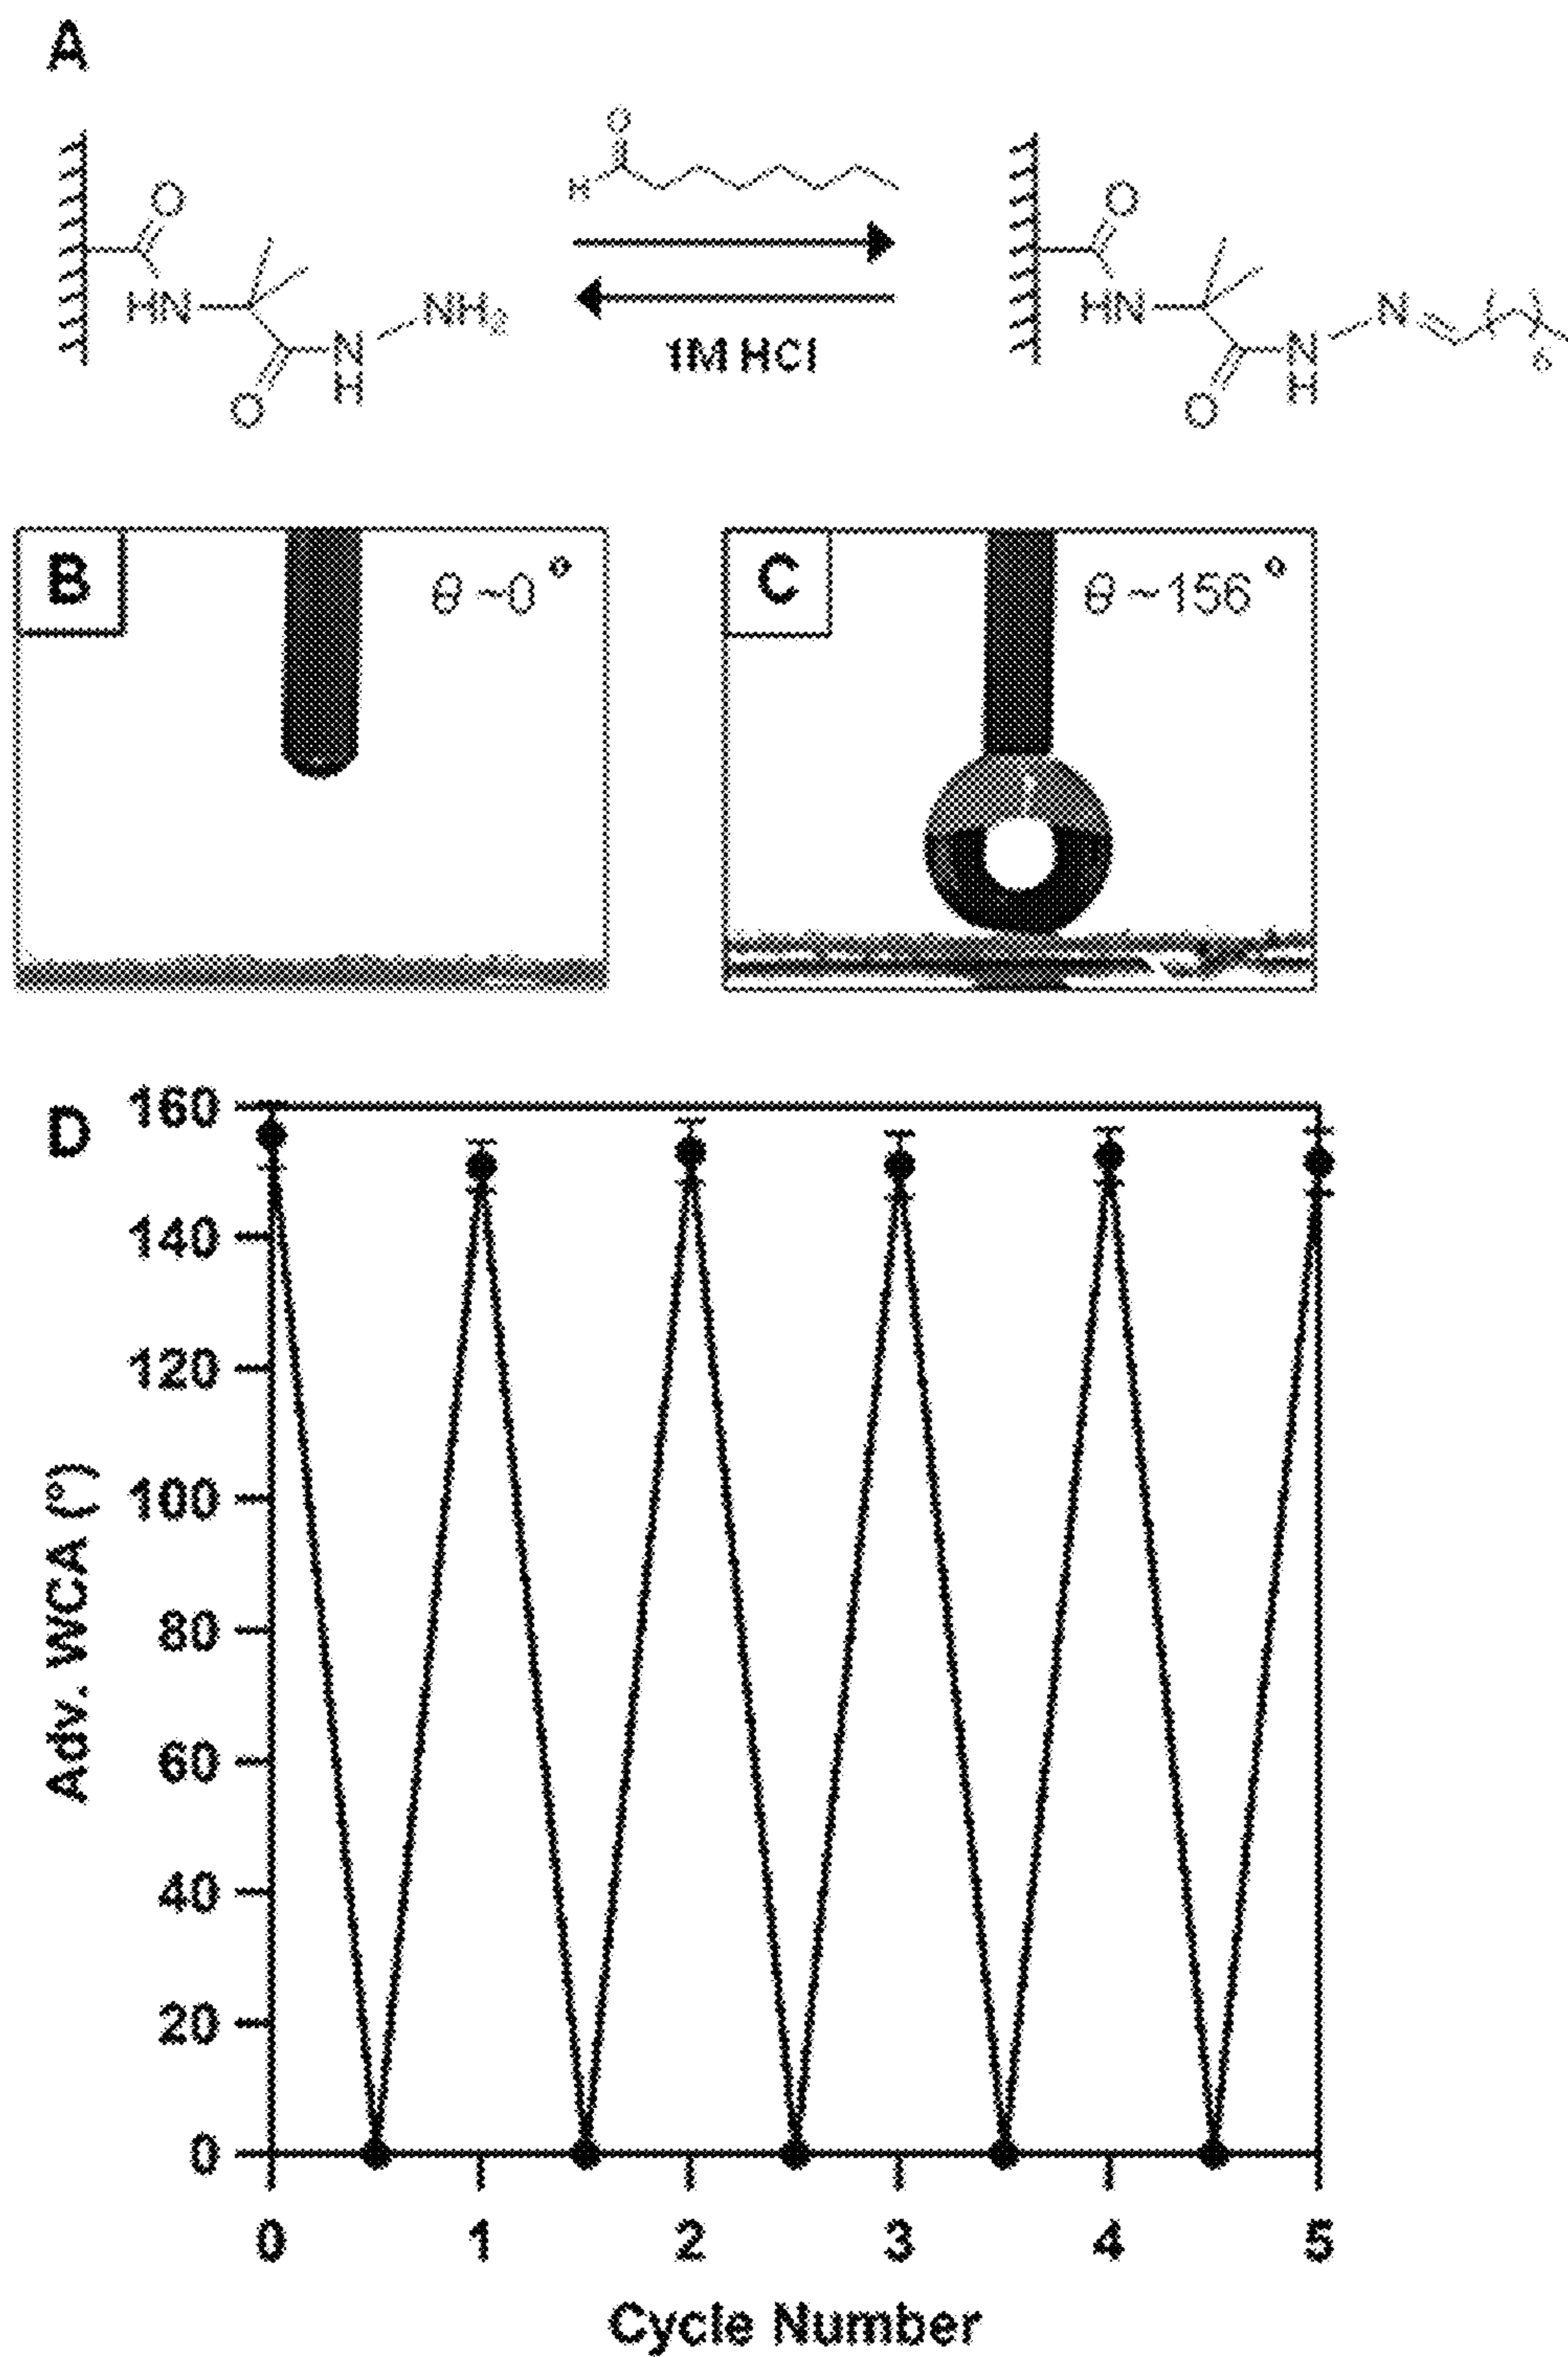 A
O
H
O
HN
O
N
H
NH2
1M HCl
O
HN
O
N
H
N
6
B
θ ~0°
C
θ ~156°
D
160
140
120
100
80
60
40
20
0
Adv. WCA (°)
0 1 2 3 4 5
Cycle Number